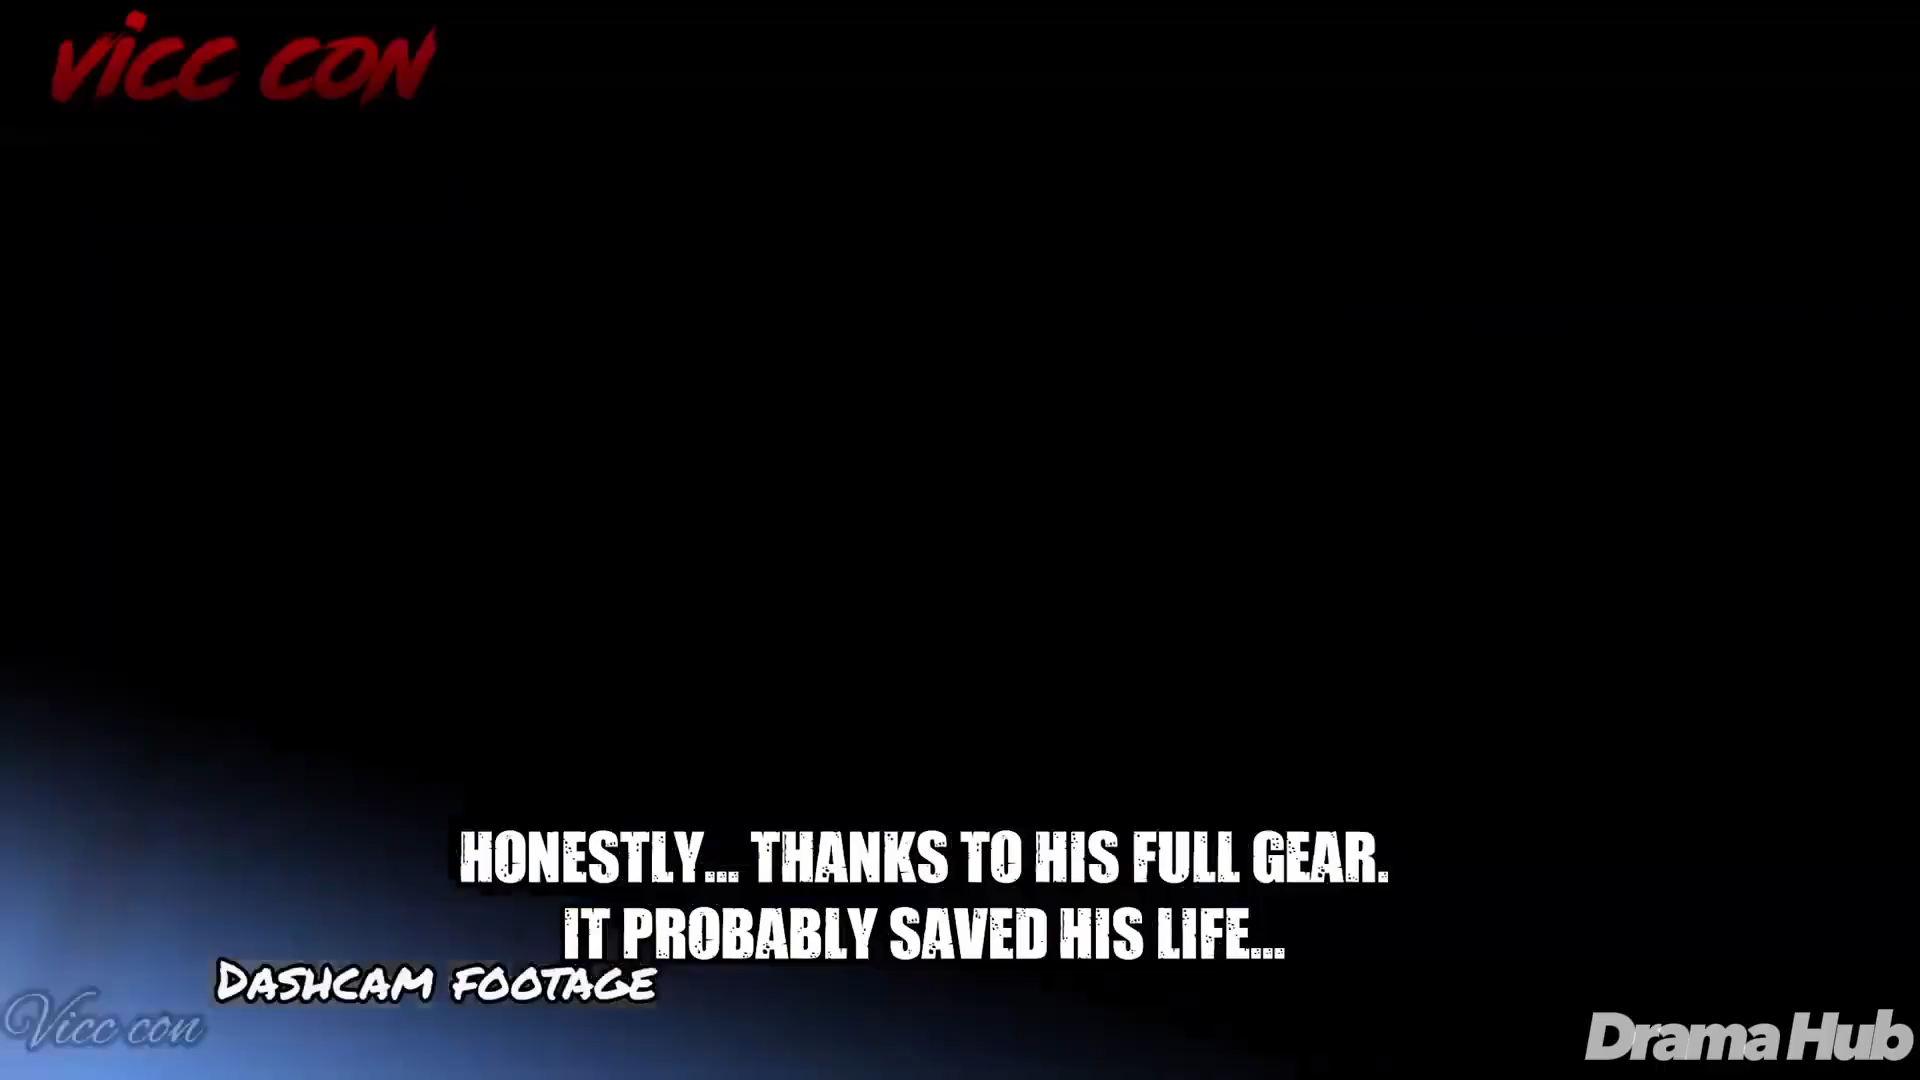 VICC CON
HONESTLY... THANKS TO HIS FULL GEAR.
IT PROBABLY SAVED HIS LIFE...
DASHCAM FOOTAGE
Vicc con
Drama Hub